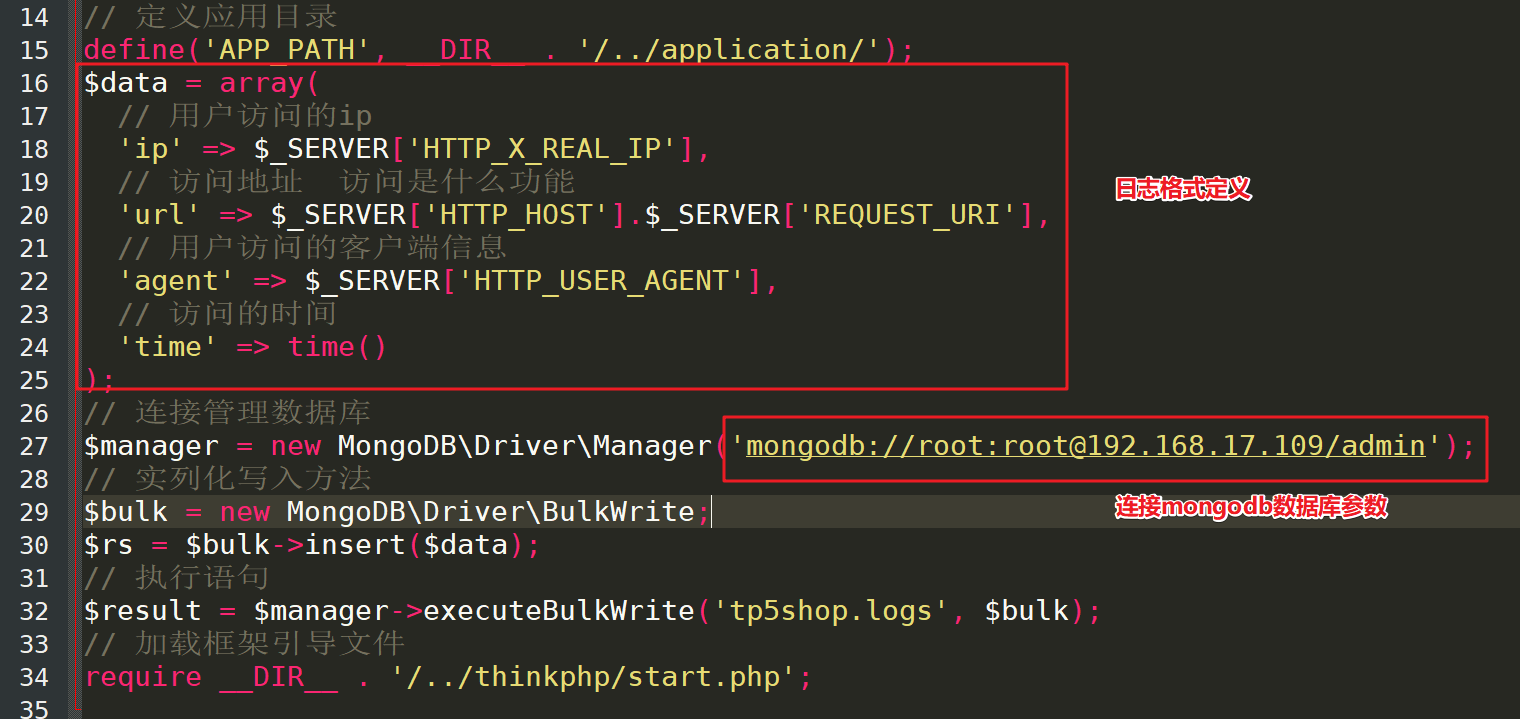 14 // 定义应用目录
15 define('APP_PATH', __DIR__ . '/../application/');
16 $data = array(
17 // 用户访问的ip
18 'ip' => $_SERVER['HTTP_X_REAL_IP'],
19 // 访问地址  访问是什么功能
20 'url' => $_SERVER['HTTP_HOST'].$_SERVER['REQUEST_URI'],
日志格式定义
21 // 用户访问的客户端信息
22 'agent' => $_SERVER['HTTP_USER_AGENT'],
23 // 访问的时间
24 'time' => time()
25 );
26 // 连接管理数据库
27 $manager = new MongoDB\Driver\Manager('mongodb://root:root@192.168.17.109/admin');
28 // 实列化写入方法
29 $bulk = new MongoDB\Driver\BulkWrite;
连接mongodb数据库参数
30 $rs = $bulk->insert($data);
31 // 执行语句
32 $result = $manager->executeBulkWrite('tp5shop.logs', $bulk);
33 // 加载框架引导文件
34 require __DIR__ . '/../thinkphp/start.php';
35